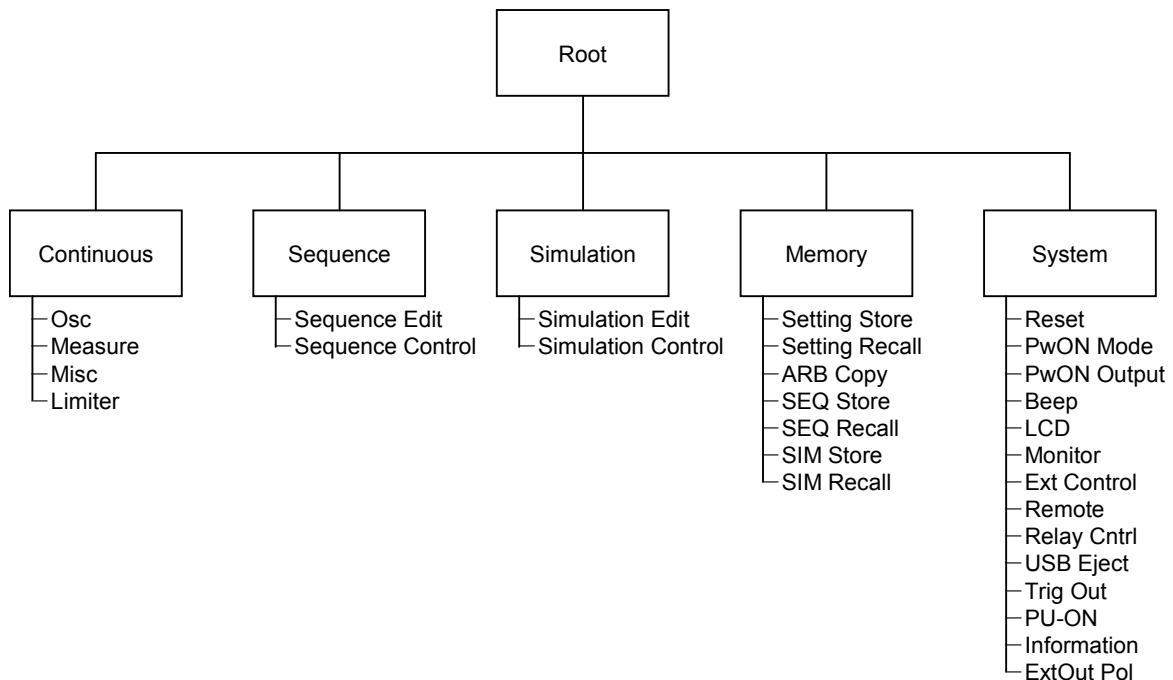 Root
Continuous
Osc
Measure
Misc
Limiter
Sequence
Sequence Edit
Sequence Control
Simulation
Simulation Edit
Simulation Control
Memory
Setting Store
Setting Recall
ARB Copy
SEQ Store
SEQ Recall
SIM Store
SIM Recall
System
Reset
PwON Mode
PwON Output
Beep
LCD
Monitor
Ext Control
Remote
Relay Cntrl
USB Eject
Trig Out
PU-ON
Information
ExtOut Pol